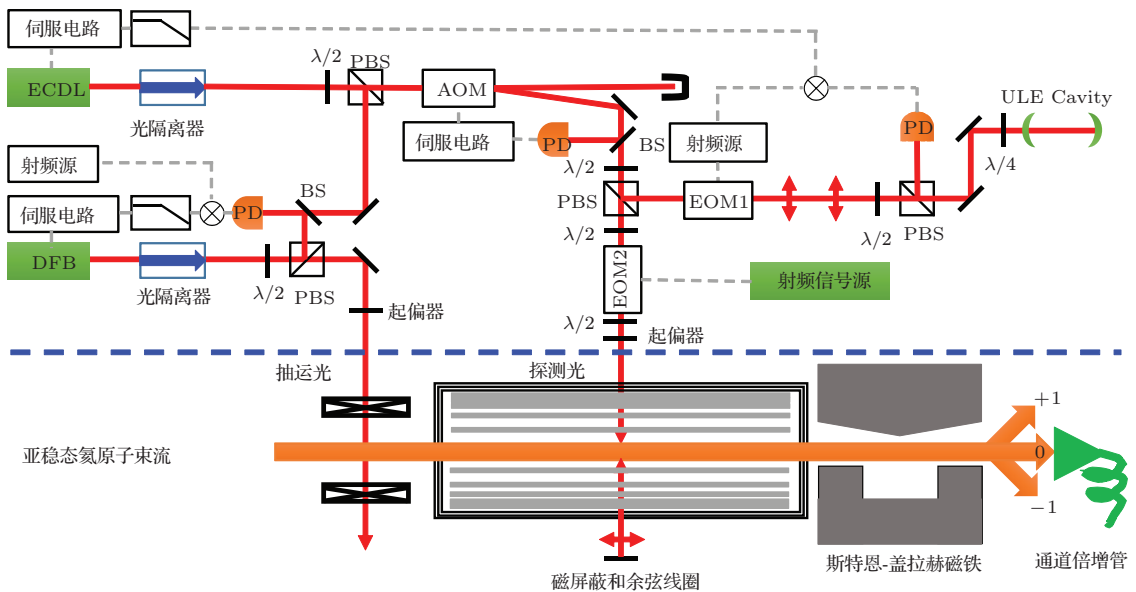 伺服电路
λ/2
PBS
ECDL
AOM
ULE Cavity
光隔离器
伺服电路
PD
BS
射频源
PD
λ/4
射频源
λ/2
BS
PBS
EOM1
伺服电路
PD
λ/2
λ/2
PBS
DFB
EOM2
射频信号源
光隔离器
λ/2
PBS
起偏器
λ/2
起偏器
抽运光
探测光
+1
亚稳态氦原子束流
0
−1
斯特恩-盖拉赫磁铁
通道倍增管
磁屏蔽和余弦线圈